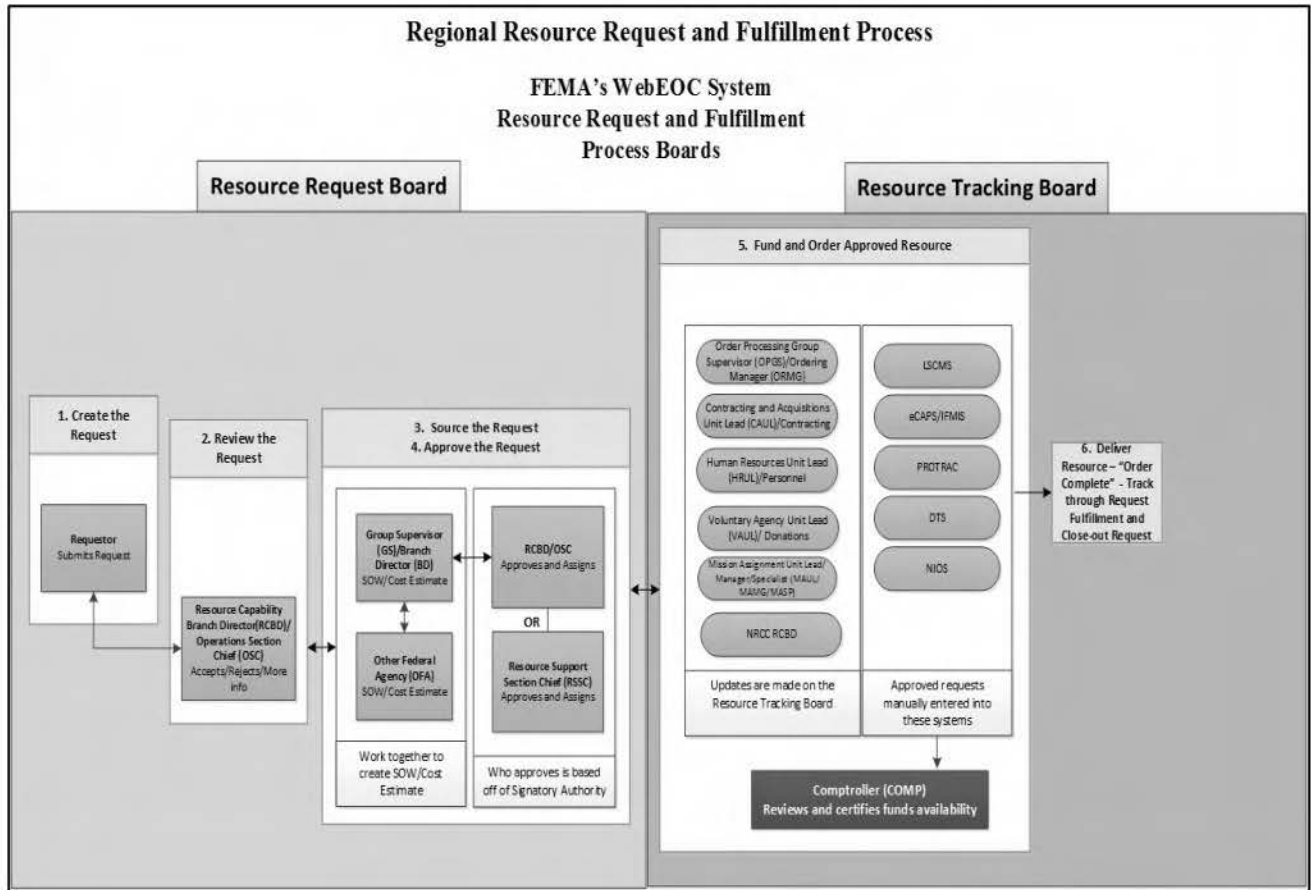 Regional Resource Request and Fulfillment Process
FEMA's WebEOC System
Resource Request and Fulfillment
Process Boards
Resource Request Board
Resource Tracking Board
1. Create the
Request
Requestor
Submits Request
2. Review the
Request
Resource Capability
Branch Director(RCBD)/
Operations Section
Chief (OSC)
Accepts/Rejects/More
info
3. Source the Request
4. Approve the Request
Group Supervisor
(GS)/Branch
Director (BD)
SOW/Cost Estimate
Other Federal
Agency (OFA)
SOW/Cost Estimate
Work together to
create SOW/Cost
Estimate
RCBD/OSC
Approves and Assigns
OR
Resource Support
Section Chief (RSSC)
Approves and Assigns
Who approves is based
off of Signatory Authority
5. Fund and Order Approved Resource
Order Processing Group
Supervisor (OPGS)/Ordering
Manager (ORMG)
Contracting and Acquisitions
Unit Lead (CAUL)/Contracting
Human Resources Unit Lead
(HRUL)/Personnel
Voluntary Agency Unit Lead
(VAUL)/ Donations
Mission Assignment Unit Lead/
Manager/Specialist (MAUL/
MAMG/MASP)
NRCC RCBD
Updates are made on the
Resource Tracking Board
LSCMS
eCAPS/IFMIS
PROTRAC
DTS
NIOS
Approved requests
manually entered into
these systems
Comptroller (COMP)
Reviews and certifies funds availability
6. Deliver
Resource – “Order
Complete” - Track
through Request
Fulfillment and
Close-out Request